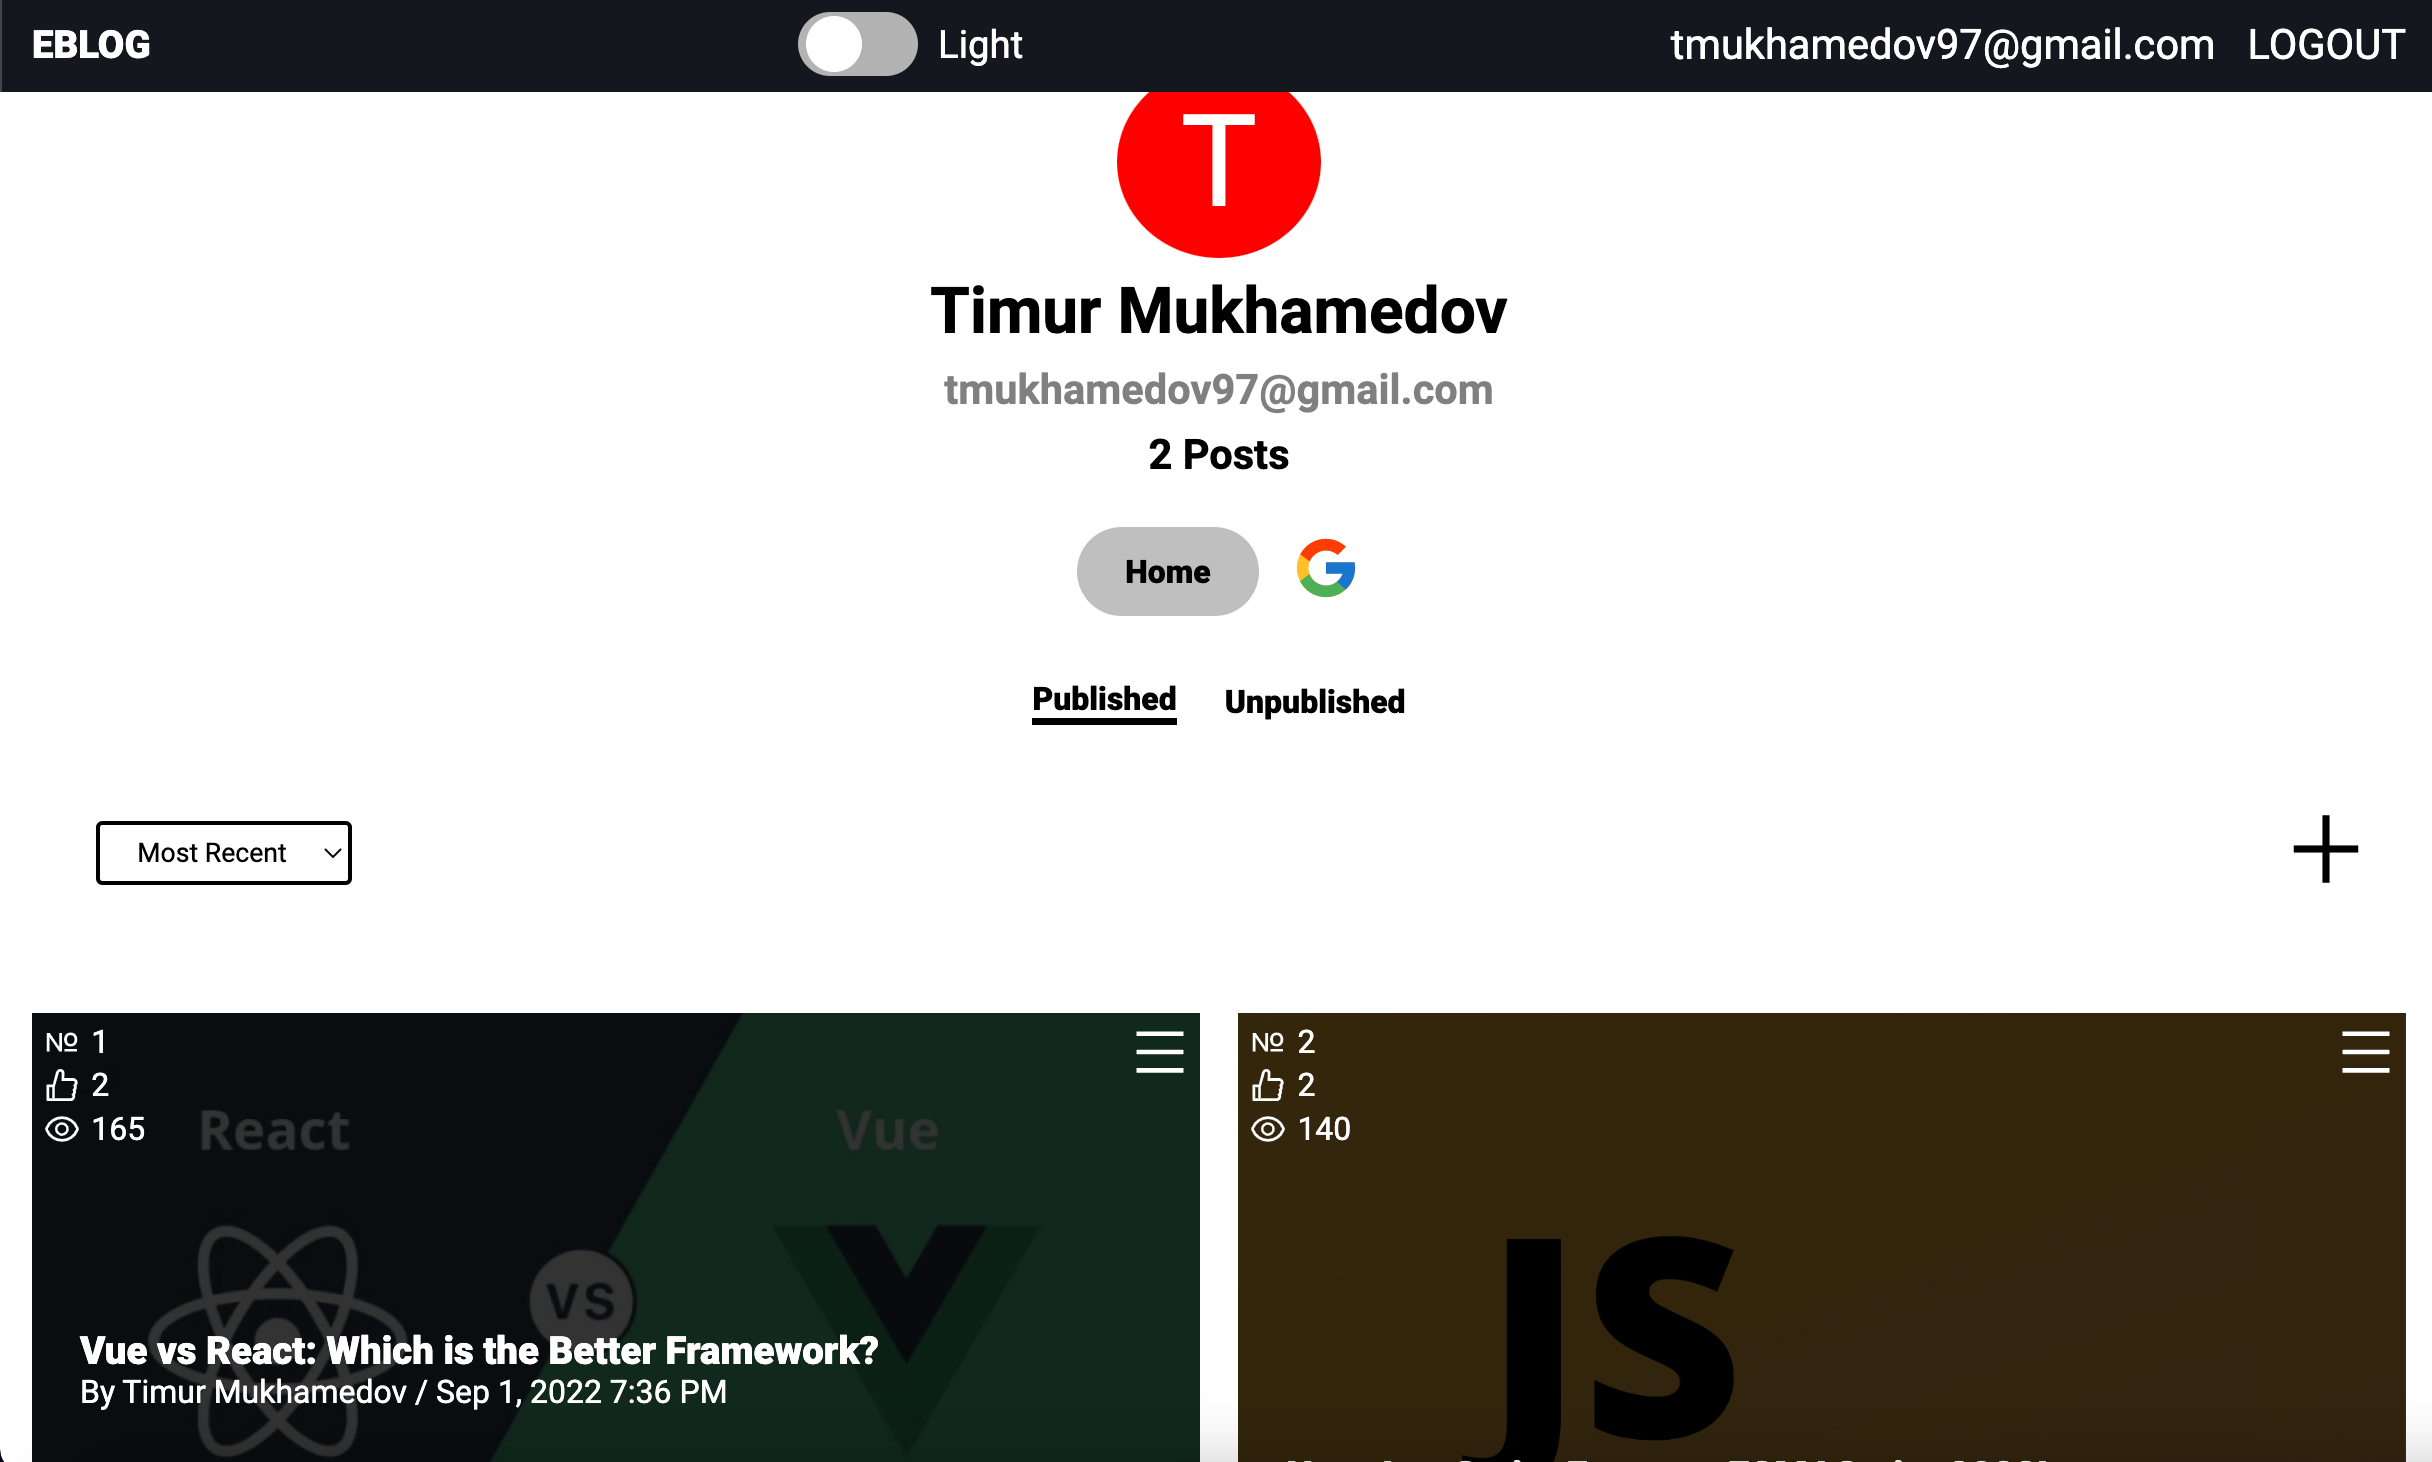 EBLOG
Light
tmukhamedov97@gmail.com LOGOUT
T
Timur Mukhamedov
tmukhamedov97@gmail.com
2 Posts
Home
Published Unpublished
Most Recent
№ 1
2
165
React
Vue
VS
Vue vs React: Which is the Better Framework?
By Timur Mukhamedov / Sep 1, 2022 7:36 PM
№ 2
2
140
JS